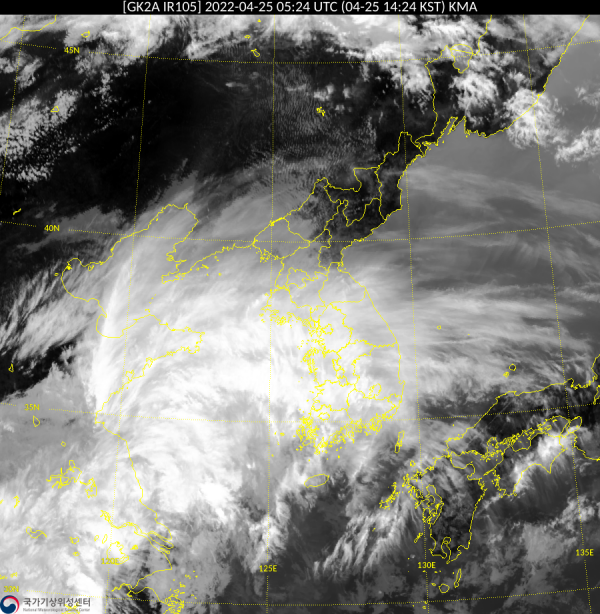 [GK2A IR105] 2022-04-25 05:24 UTC (04-25 14:24 KST) KMA
45N
40N
35N
125E
130E
135E
국가기상위성센터
National Meteorological Satellite Center